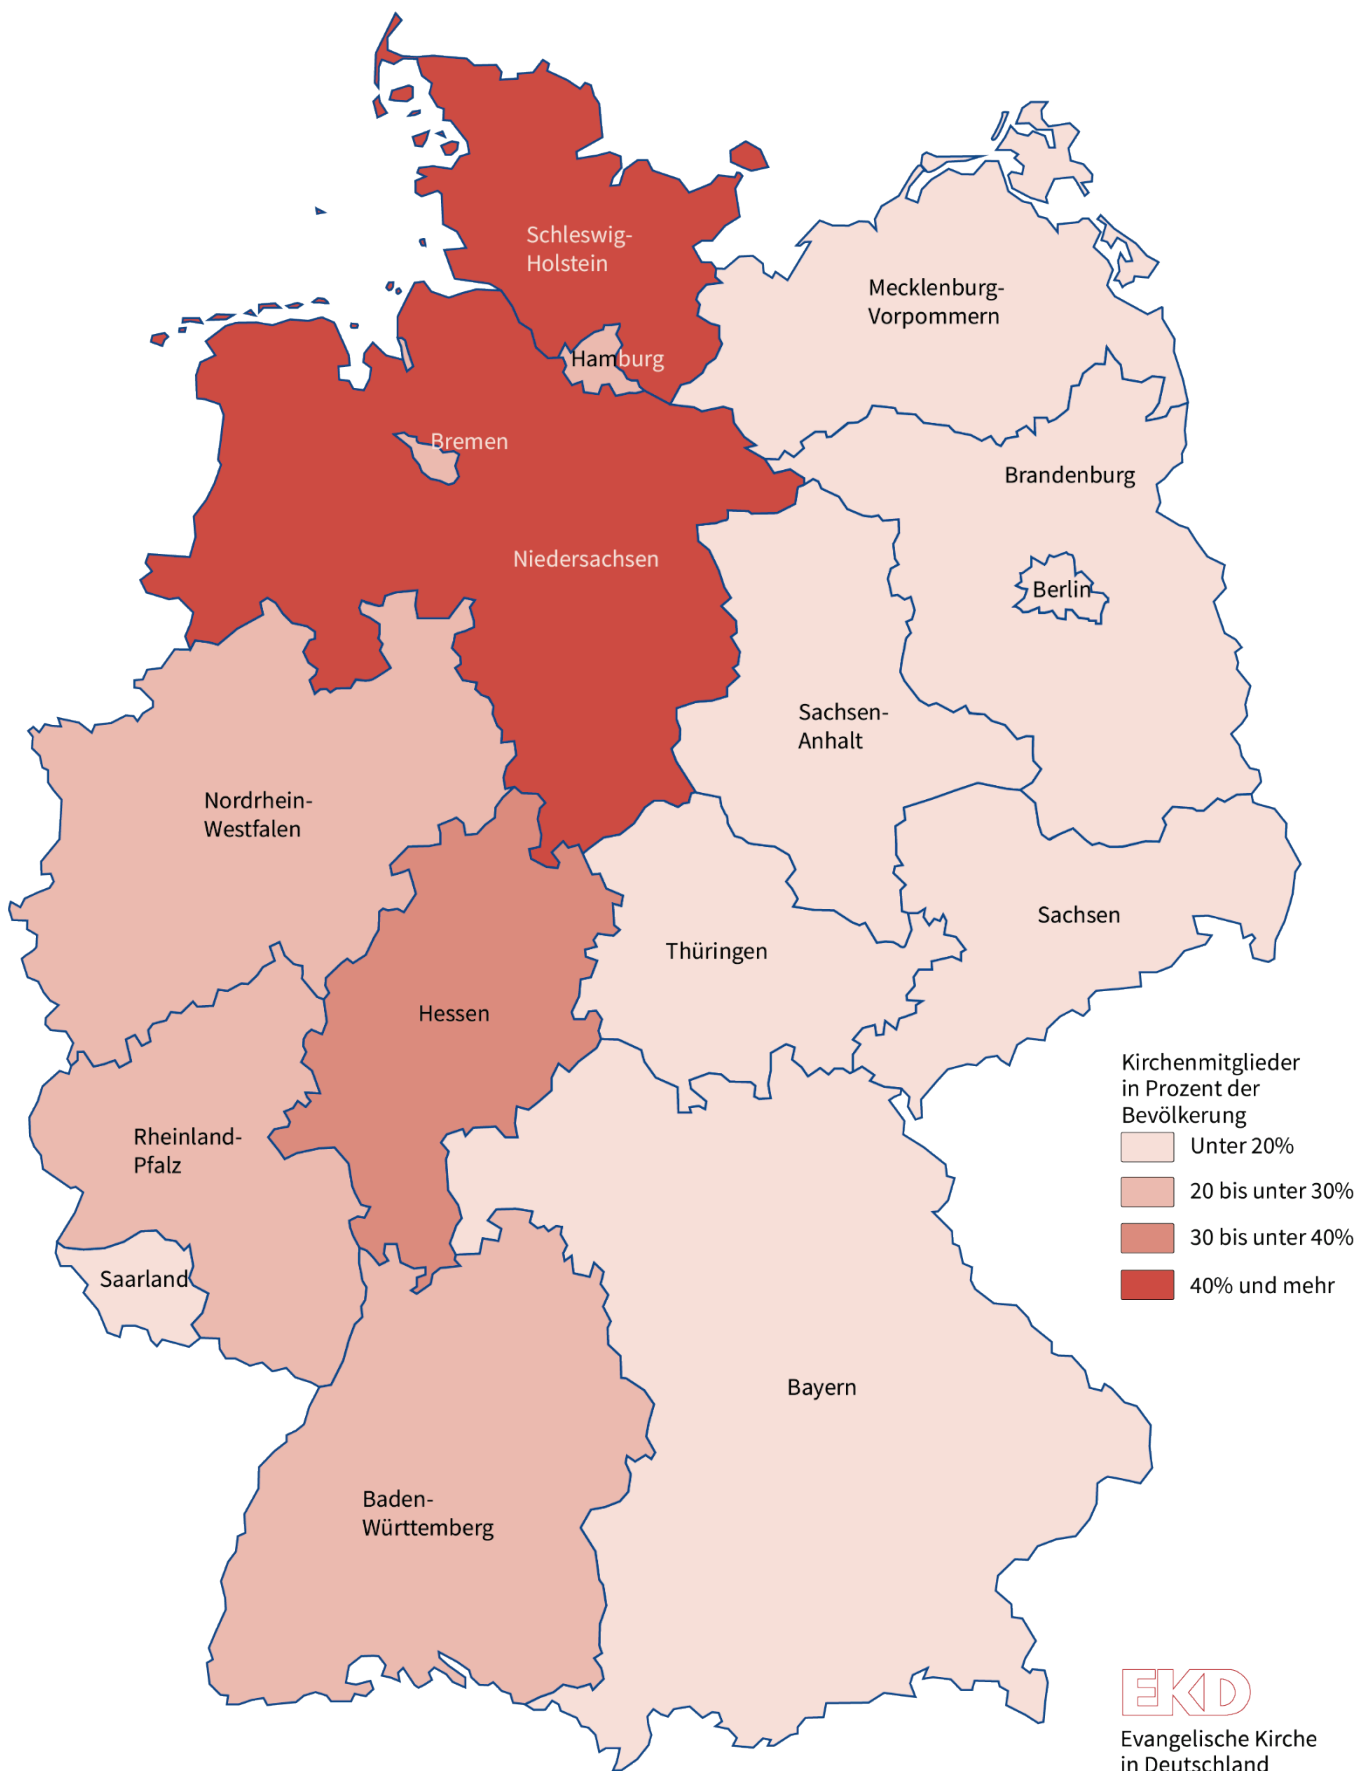 Schleswig-
Holstein
Mecklenburg-
Vorpommern
Hamburg
Bremen
Brandenburg
Niedersachsen
Berlin
Sachsen-
Anhalt
Nordrhein-
Westfalen
Sachsen
Thüringen
Hessen
Rheinland-
Pfalz
Saarland
Bayern
Baden-
Württemberg
Kirchenmitglieder
in Prozent der
Bevölkerung
Unter 20%
20 bis unter 30%
30 bis unter 40%
40% und mehr
EKD
Evangelische Kirche
in Deutschland